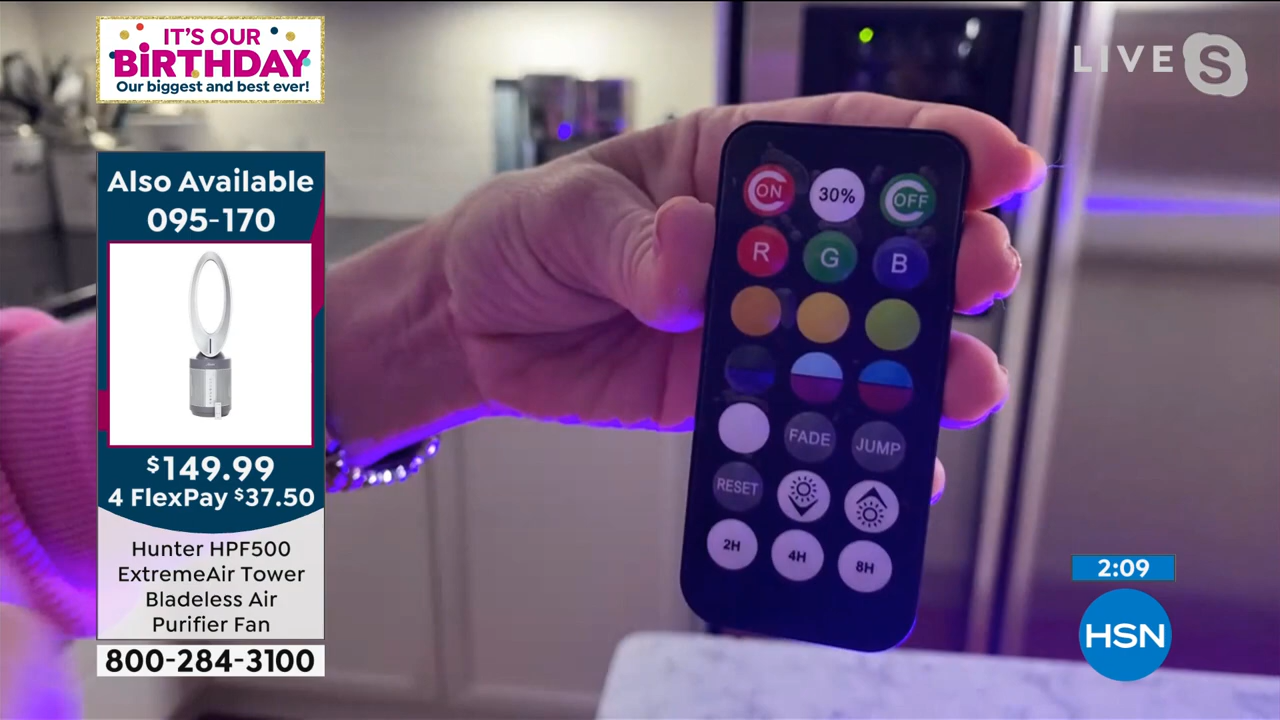 IT'S OUR
BIRTHDAY
Our biggest and best ever!
Also Available
095-170
$149.99
4 FlexPay $37.50
Hunter HPF500
ExtremeAir Tower
Bladeless Air
Purifier Fan
800-284-3100
LIVE S
ON 30% OFF
R G B
FADE JUMP
RESET
2H 4H 8H
2:09
HSN